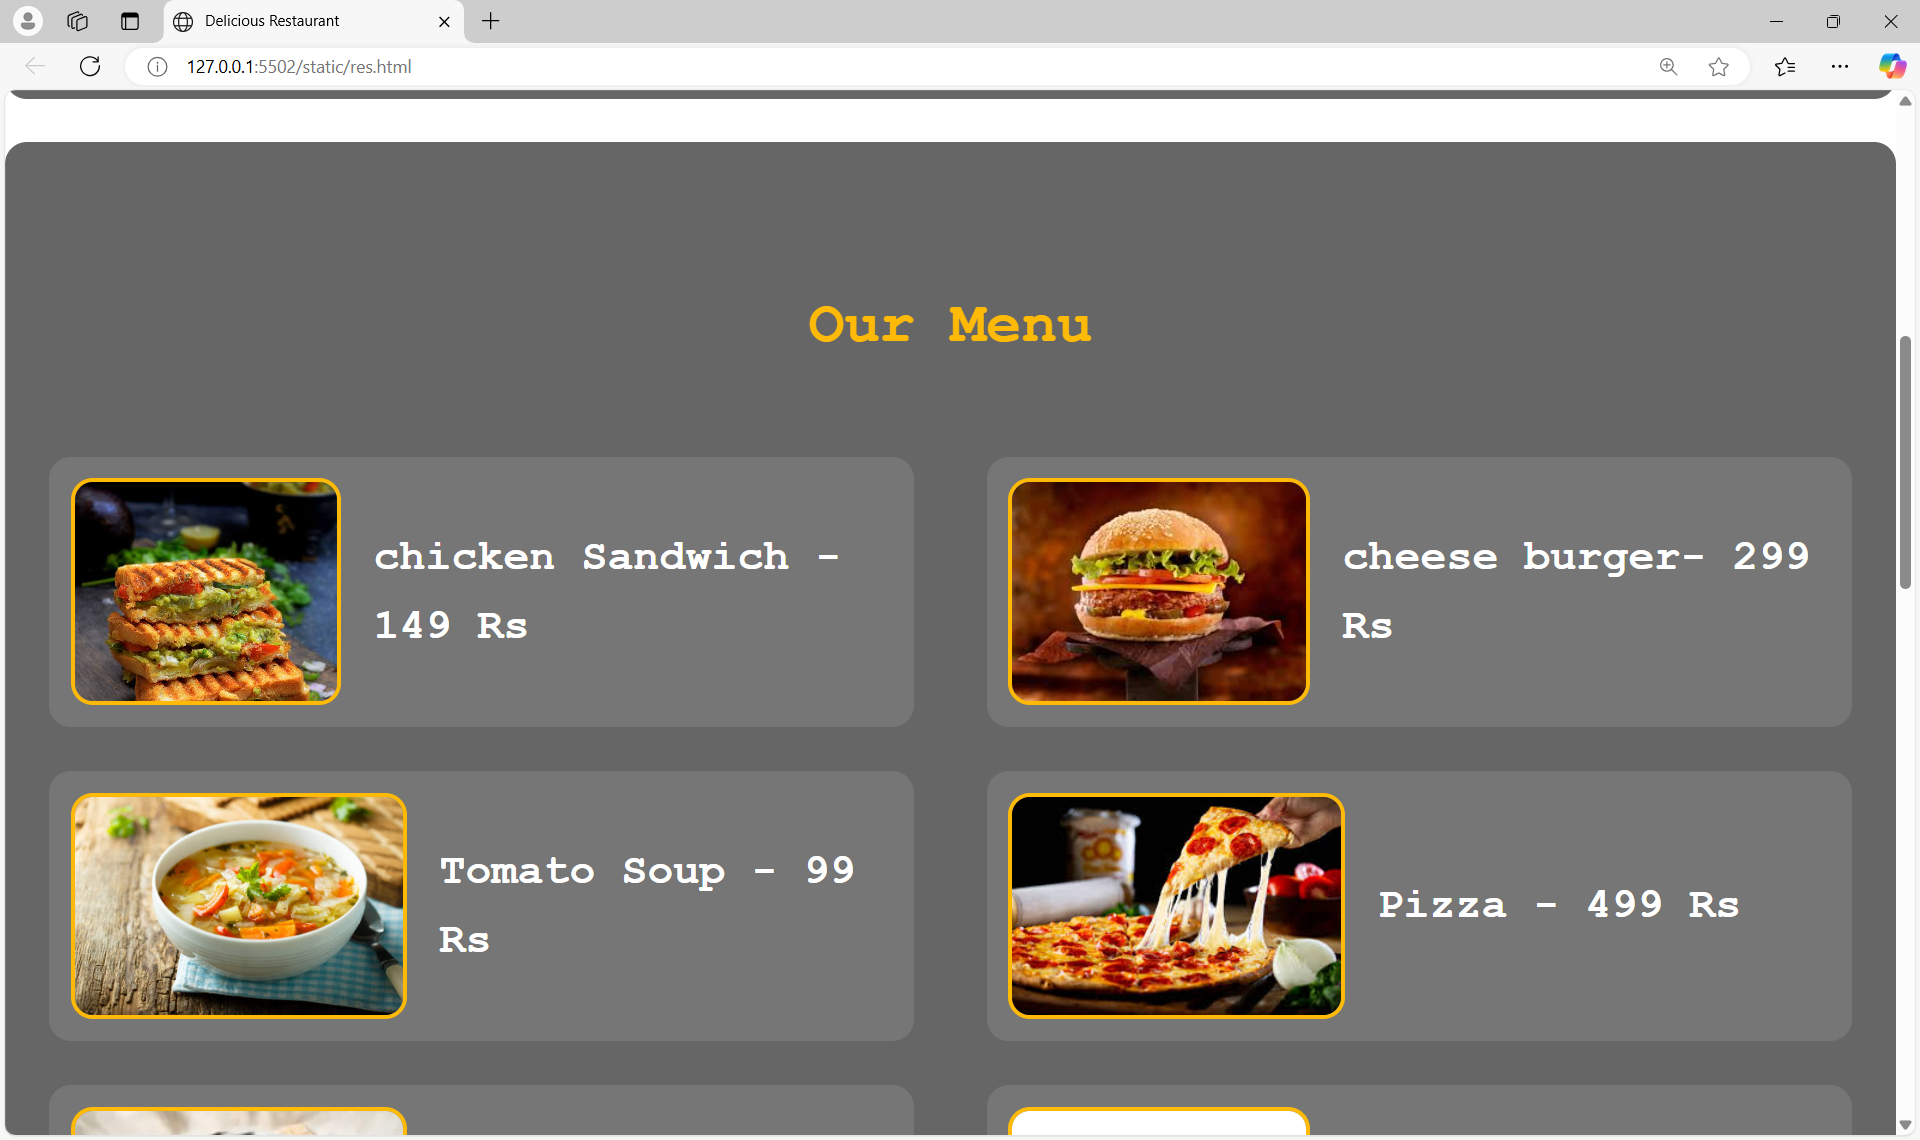 Delicious Restaurant
127.0.0.1:5502/static/res.html
Our Menu
chicken Sandwich -
149 Rs
cheese burger- 299
Rs
Tomato Soup - 99
Rs
Pizza - 499 Rs